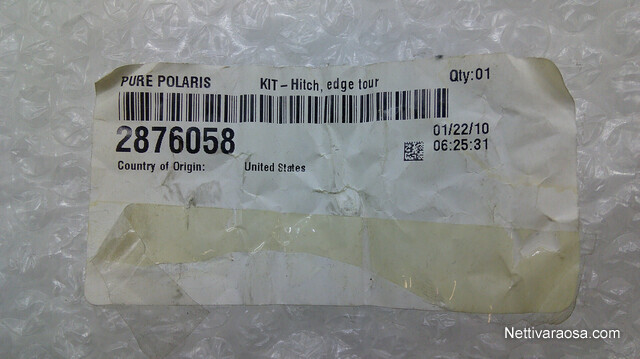 PURE POLARIS KIT-Hitch, edge tour Qty:01
2876058 01/22/10
06:25:31
Country of Origin: United States
Nettivaraosa.com